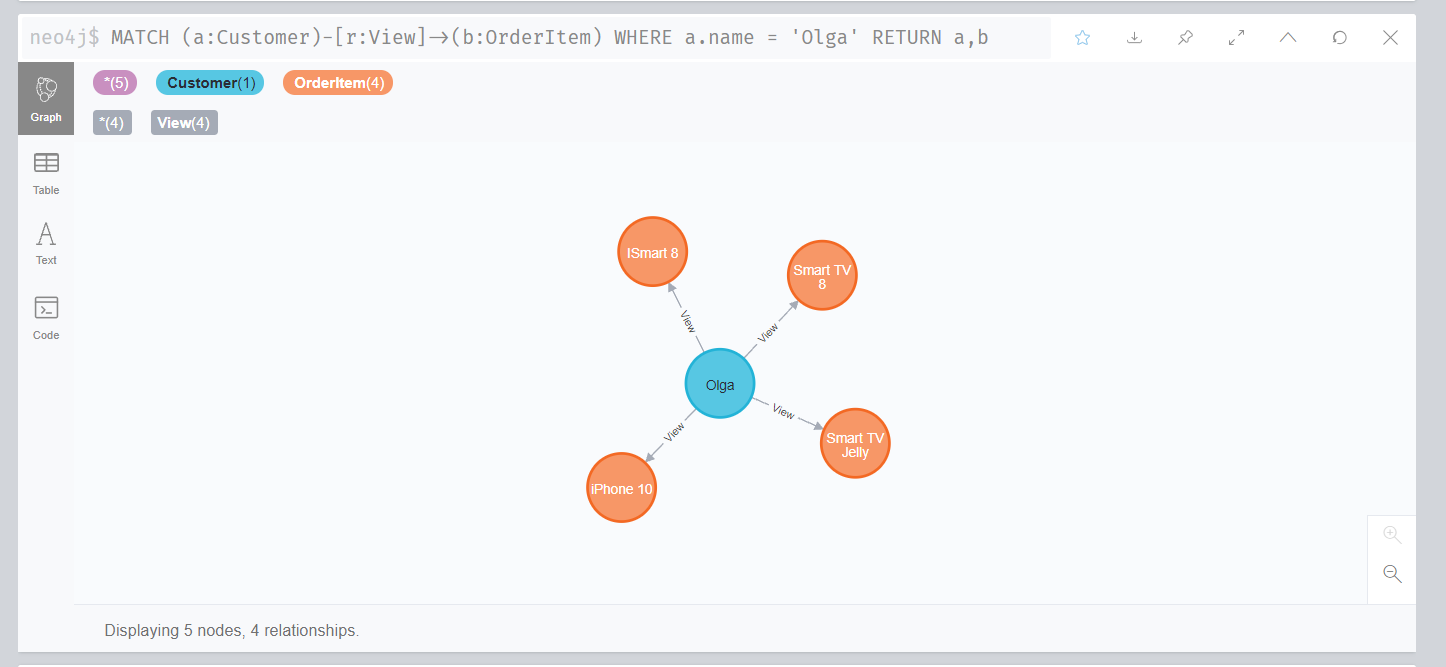 neo4j$ MATCH (a:Customer)-[r:View]→(b:OrderItem) WHERE a.name = 'Olga' RETURN a,b
*(5) Customer(1) OrderItem(4)
*(4) View(4)
Graph
Table
Text
Code
ISmart 8
Smart TV
8
View
View
Olga
View
Smart TV
Jelly
View
iPhone 10
Displaying 5 nodes, 4 relationships.